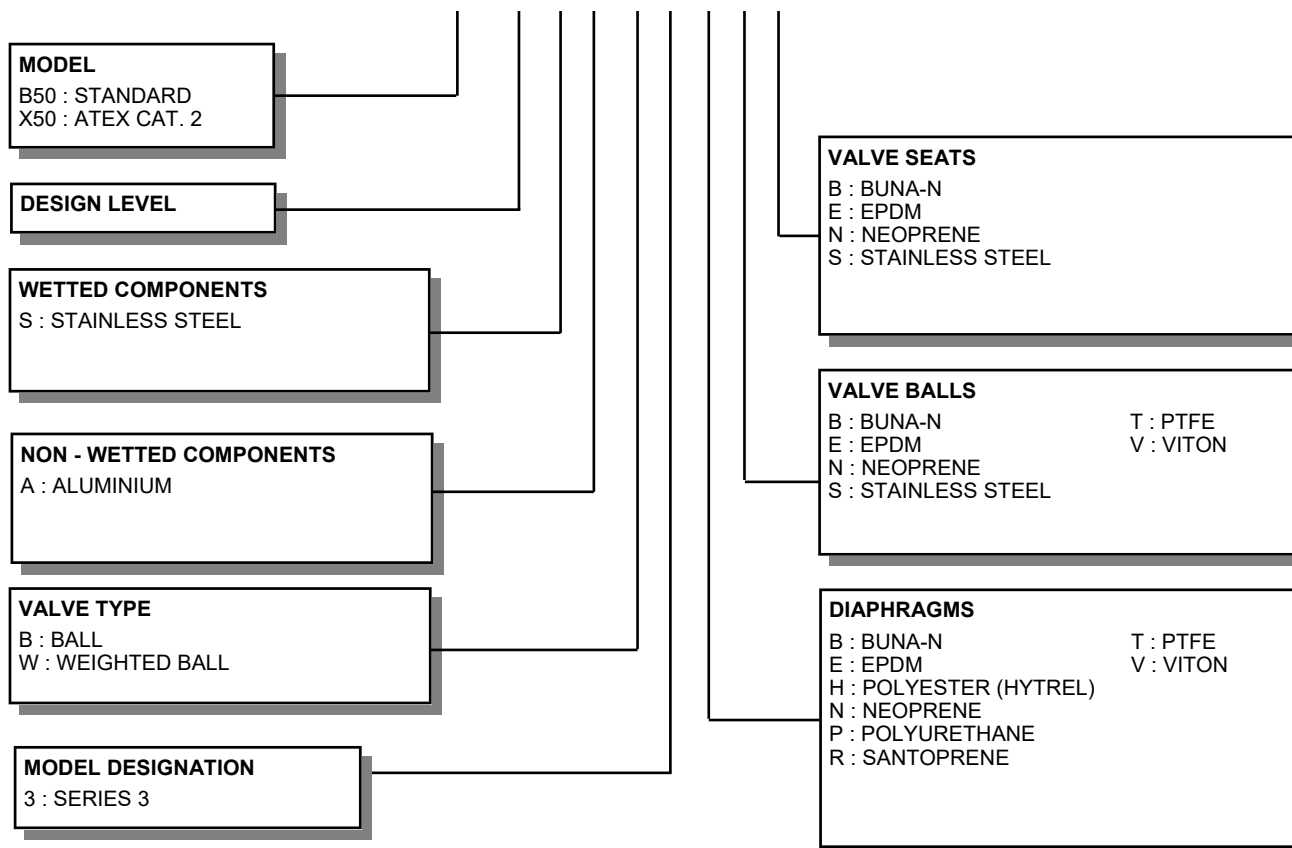 MODEL
B50 : STANDARD
X50 : ATEX CAT. 2
DESIGN LEVEL
WETTED COMPONENTS
S : STAINLESS STEEL
NON - WETTED COMPONENTS
A : ALUMINIUM
VALVE TYPE
B : BALL
W : WEIGHTED BALL
MODEL DESIGNATION
3 : SERIES 3
VALVE SEATS
B : BUNA-N
E : EPDM
N : NEOPRENE
S : STAINLESS STEEL
VALVE BALLS
B : BUNA-N T : PTFE
E : EPDM V : VITON
N : NEOPRENE
S : STAINLESS STEEL
DIAPHRAGMS
B : BUNA-N T : PTFE
E : EPDM V : VITON
H : POLYESTER (HYTREL)
N : NEOPRENE
P : POLYURETHANE
R : SANTOPRENE